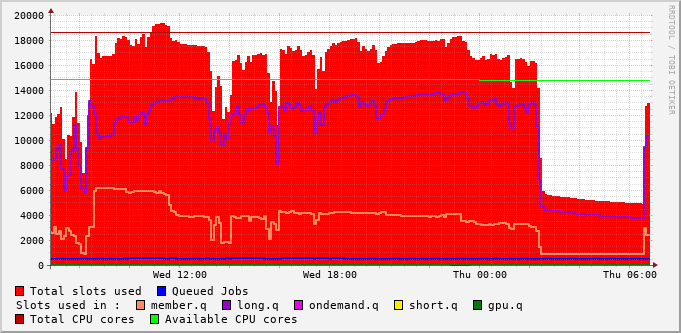 20000
18000
16000
14000
12000
10000
8000
6000
4000
2000
0
Wed 12:00 Wed 18:00 Thu 00:00 Thu 06:00
RRDTOOL / TOBI OETIKER
Total slots used Queued Jobs
Slots used in : member.q long.q ondemand.q short.q gpu.q
Total CPU cores Available CPU cores